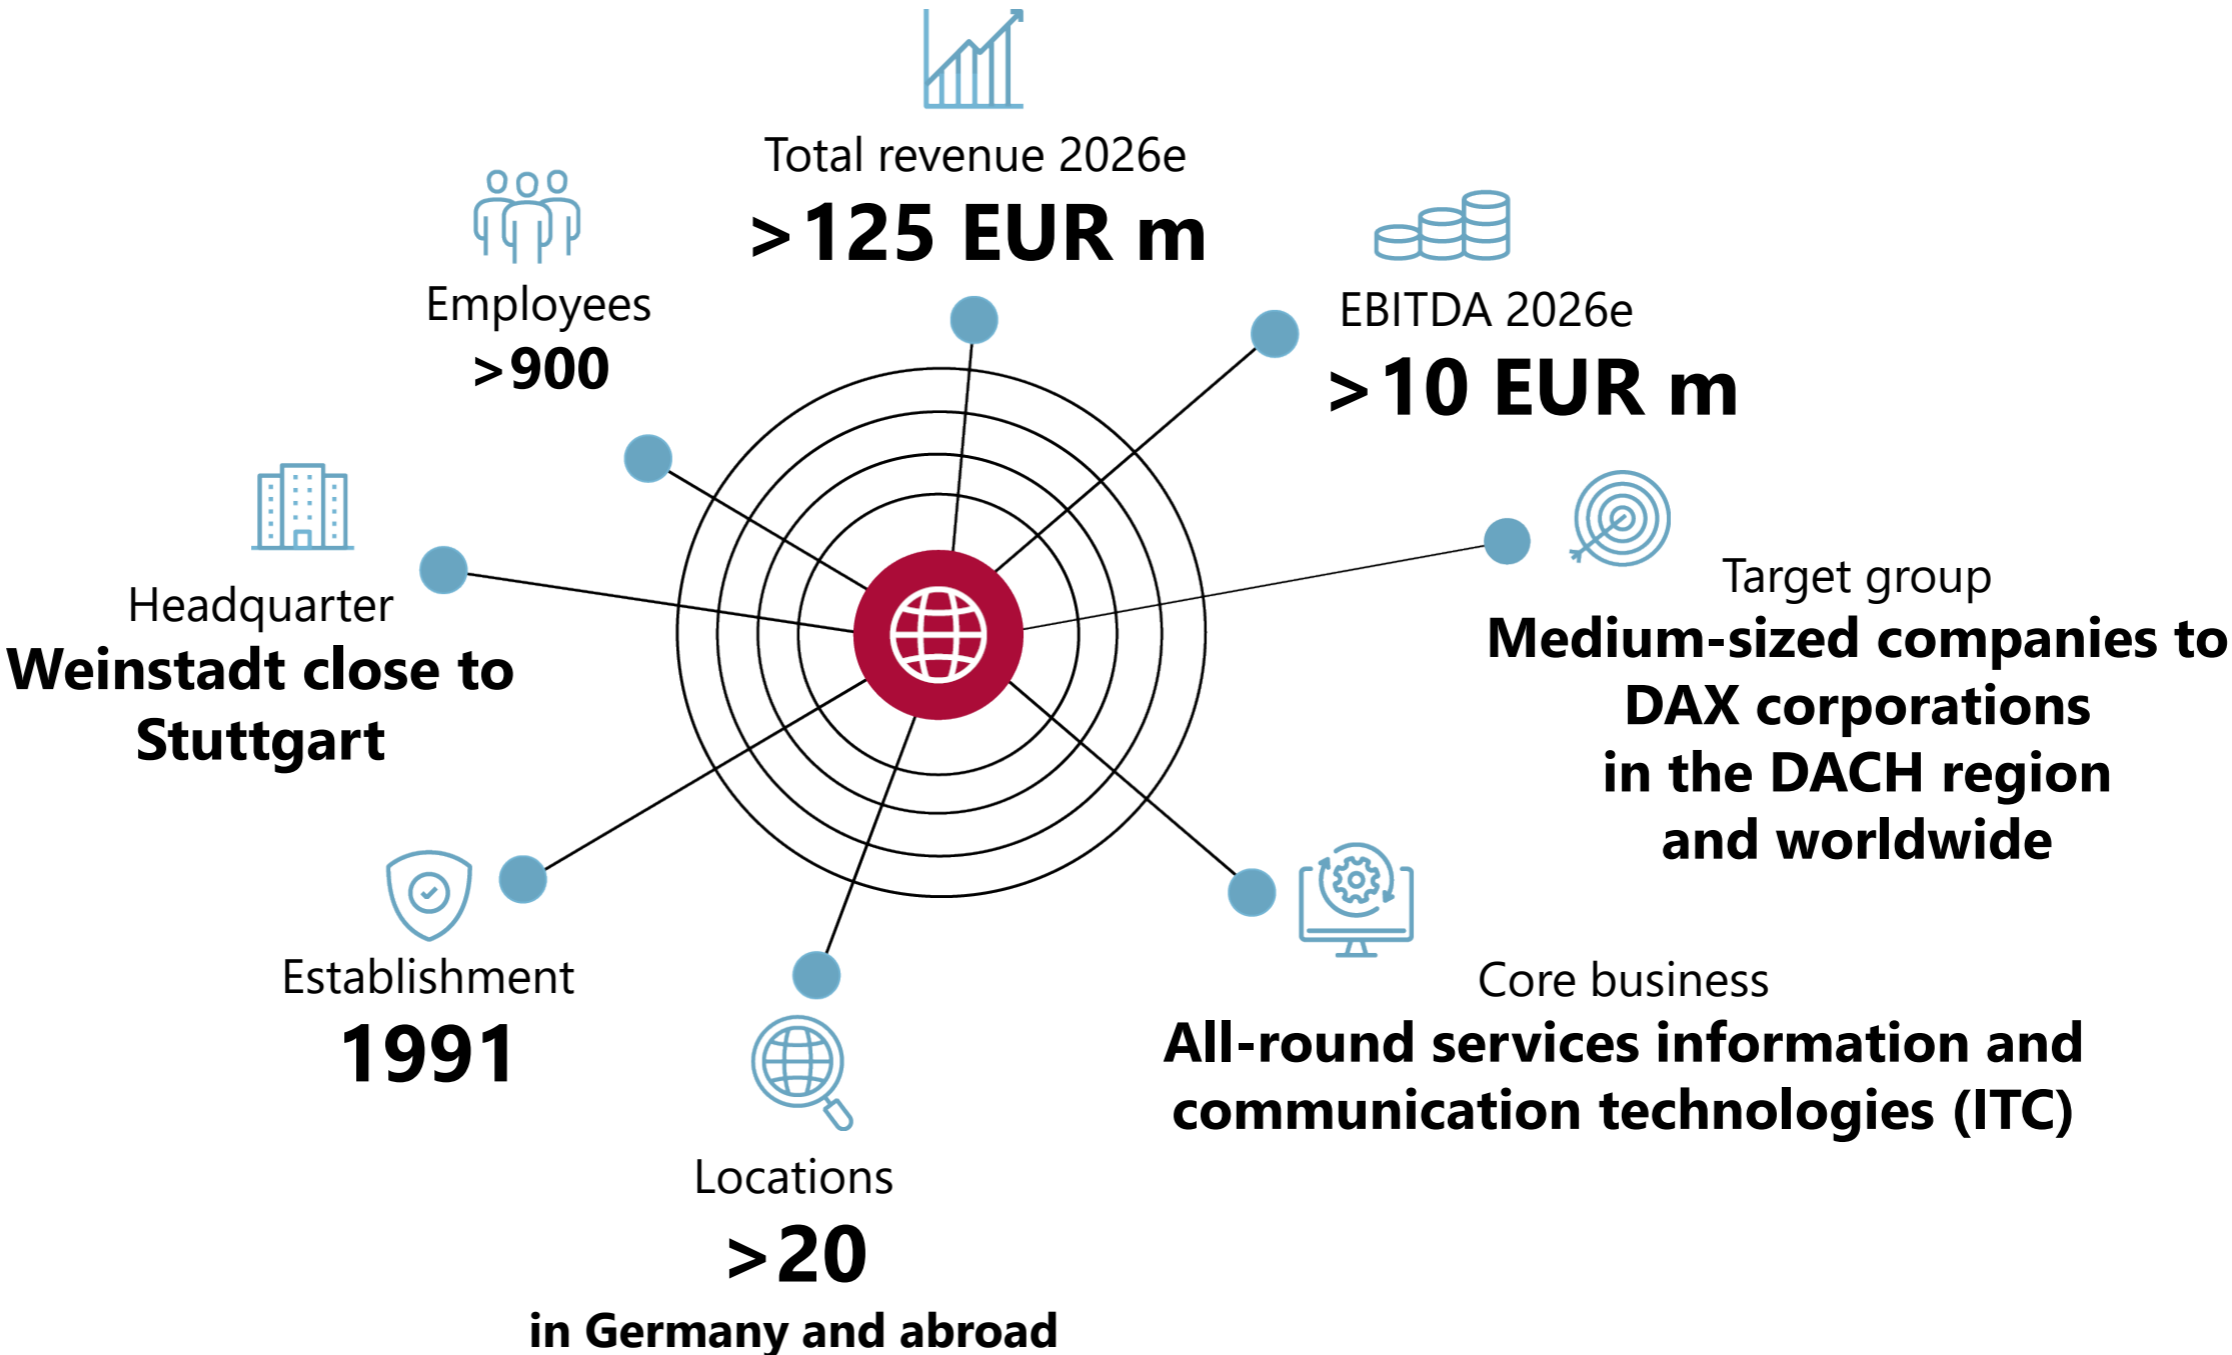 Total revenue 2026e
>125 EUR m
Employees
>900
EBITDA 2026e
>10 EUR m
Headquarter
Weinstadt close to
Stuttgart
Target group
Medium-sized companies to
DAX corporations
in the DACH region
and worldwide
Establishment
1991
Core business
All-round services information and
communication technologies (ITC)
Locations
>20
in Germany and abroad